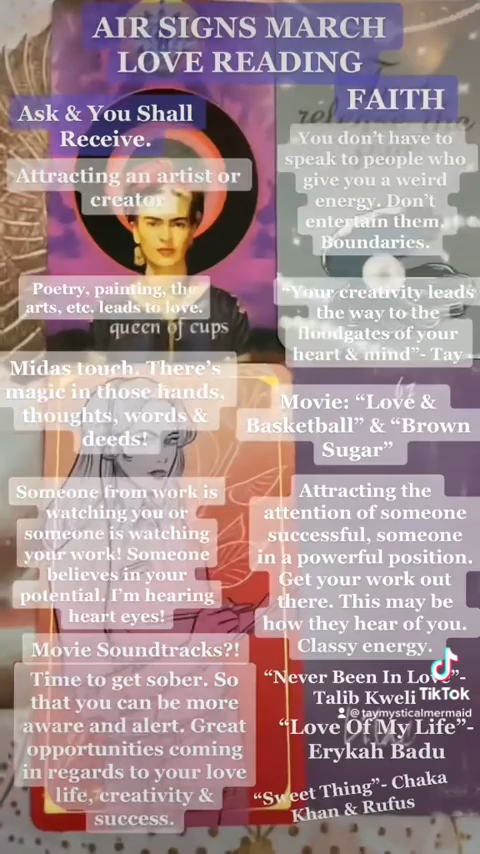 AIR SIGNS MARCH
LOVE READING
FAITH
Ask & You Shall
Receive.
Attracting an artist or
creator
You don't have to
speak to people who
give you a weird
energy. Don't
entertain them.
Boundaries.
Poetry, painting, the
arts, etc. leads to love.
queen of cups
"Your creativity leads
the way to the
floodgates of your
heart & mind"- Tay
Midas touch. There's
magic in those hands,
thoughts, words &
deeds!
Movie: "Love &
Basketball" & "Brown
Sugar"
Someone from work is
watching you or
someone is watching
your work! Someone
believes in your
potential. I'm hearing
heart eyes!
Attracting the
attention of someone
successful, someone
in a powerful position.
Get your work out
there. This may be
how they hear of you.
Classy energy.
Movie Soundtracks?!
Time to get sober. So
that you can be more
aware and alert. Great
opportunities coming
in regards to your love
life, creativity &
success.
"Never Been In Love"-
Talib Kweli
TikTok
@taymysticalmermaid
"Love Of My Life"-
Erykah Badu
"Sweet Thing"- Chaka
Khan & Rufus